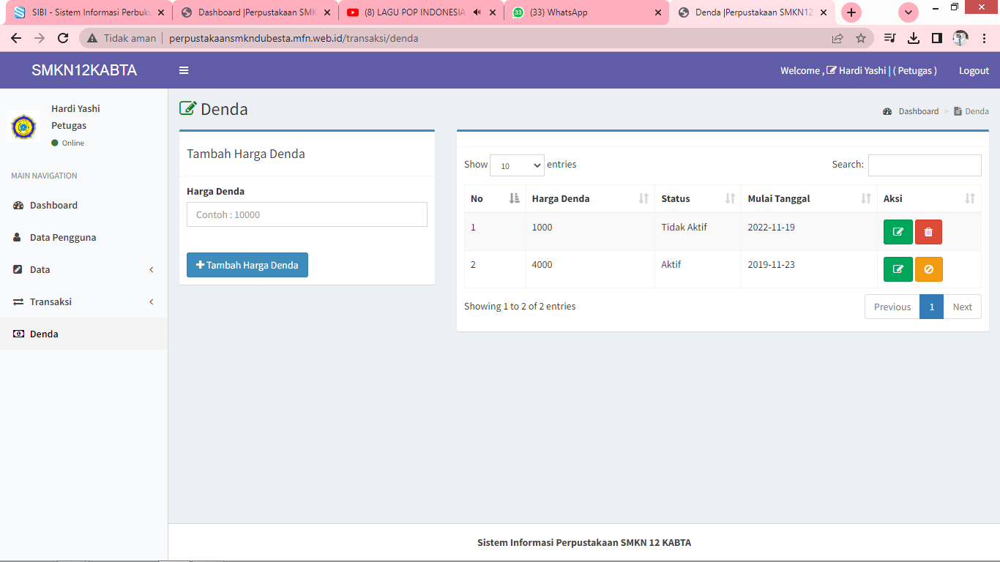 SIBI - Sistem Informasi Perbuku
Dashboard |Perpustakaan SMK
(8) LAGU POP INDONESIA
33
(33) WhatsApp
Denda |Perpustakaan SMKN12
Tidak aman
perpustakaansmkndubesta.mfn.web.id/transaksi/denda
SMKN12KABTA
Welcome , Hardi Yashi | ( Petugas )
Logout
Hardi Yashi
Petugas
Online
MAIN NAVIGATION
Dashboard
Data Pengguna
Data
Transaksi
Denda
Denda
Dashboard > Denda
Tambah Harga Denda
Harga Denda
Contoh : 10000
Tambah Harga Denda
Show 10 entries
Search:
No Harga Denda Status Mulai Tanggal Aksi
1 1000 Tidak Aktif 2022-11-19
2 4000 Aktif 2019-11-23
Showing 1 to 2 of 2 entries
Previous 1 Next
Sistem Informasi Perpustakaan SMKN 12 KABTA